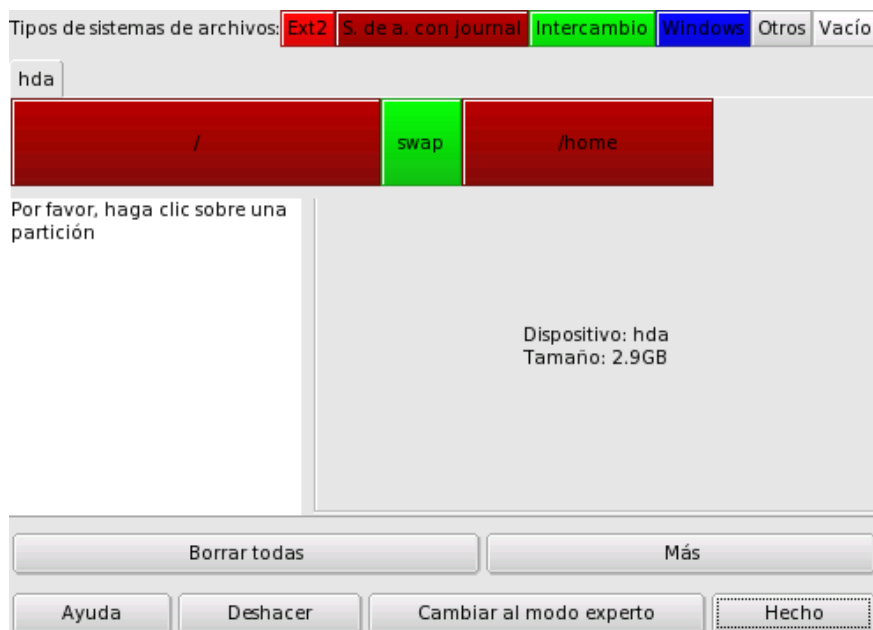 Tipos de sistemas de archivos: Ext2 S. de a. con journal Intercambio Windows Otros Vacío
hda
/ swap /home
Por favor, haga clic sobre una
partición
Dispositivo: hda
Tamaño: 2.9GB
Borrar todas Más
Ayuda Deshacer Cambiar al modo experto Hecho